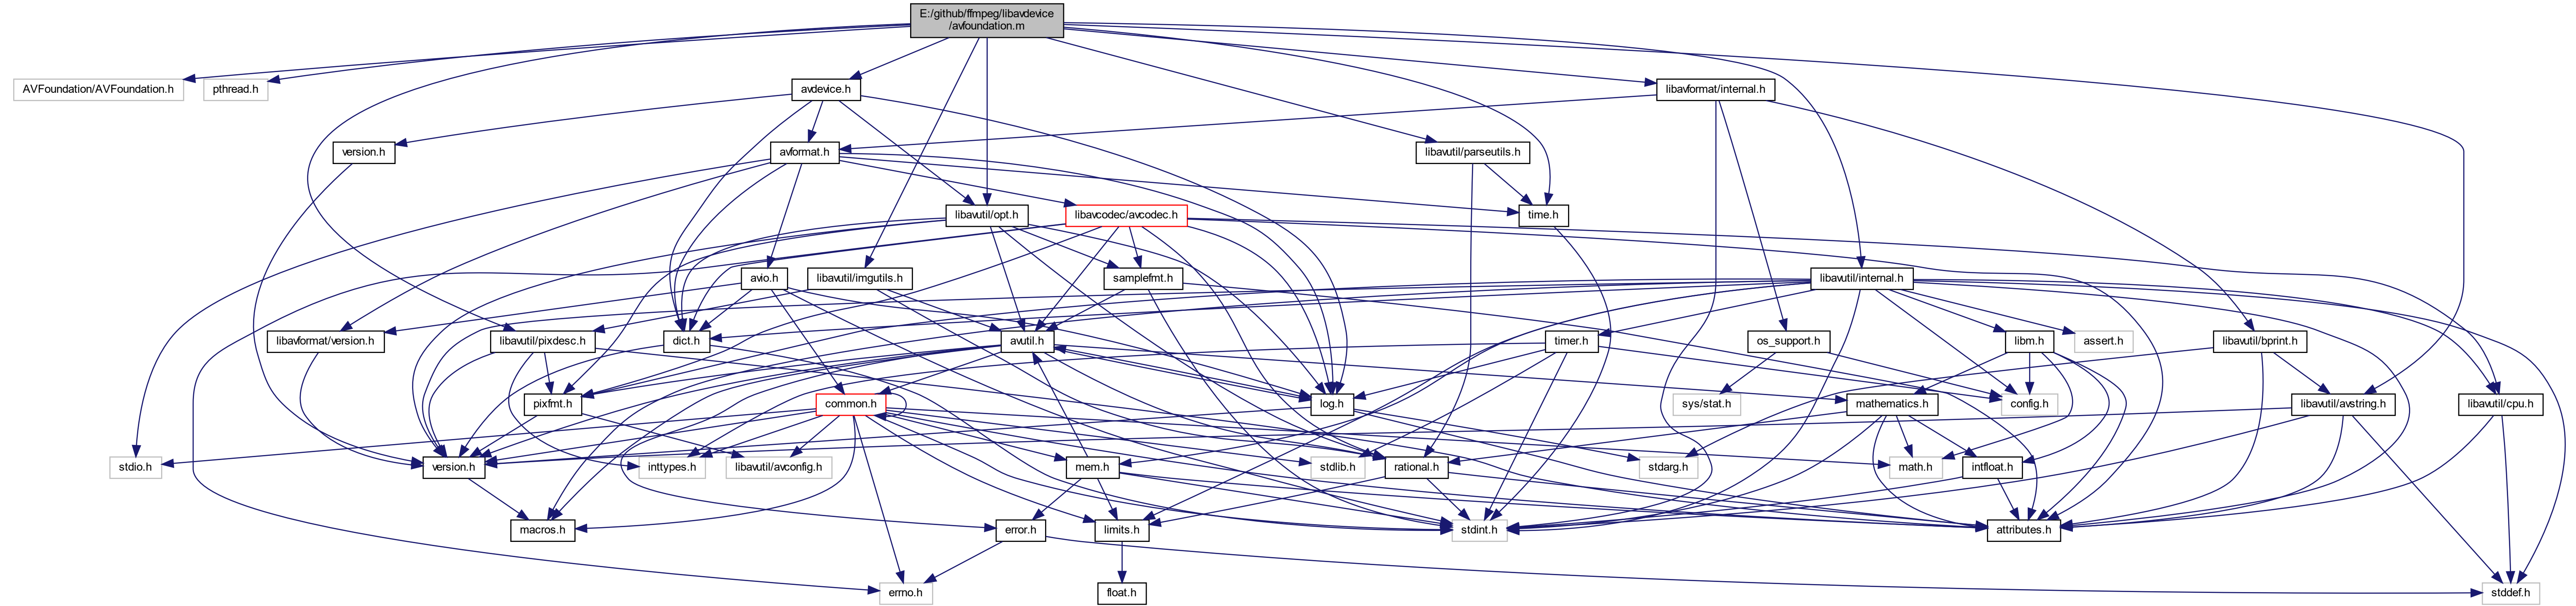 E:/github/ffmpeg/libavdevice
/avfoundation.m
AVFoundation/AVFoundation.h
pthread.h
avdevice.h
libavformat/internal.h
version.h
avformat.h
libavutil/parseutils.h
libavutil/opt.h
libavcodec/avcodec.h
time.h
avio.h
libavutil/imgutils.h
samplefmt.h
libavutil/internal.h
libavformat/version.h
libavutil/pixdesc.h
dict.h
avutil.h
timer.h
os_support.h
libm.h
assert.h
libavutil/bprint.h
pixfmt.h
common.h
log.h
sys/stat.h
mathematics.h
config.h
libavutil/avstring.h
libavutil/cpu.h
stdio.h
version.h
inttypes.h
libavutil/avconfig.h
mem.h
stdlib.h
rational.h
stdarg.h
math.h
intfloat.h
macros.h
error.h
limits.h
stdint.h
attributes.h
errno.h
float.h
stddef.h